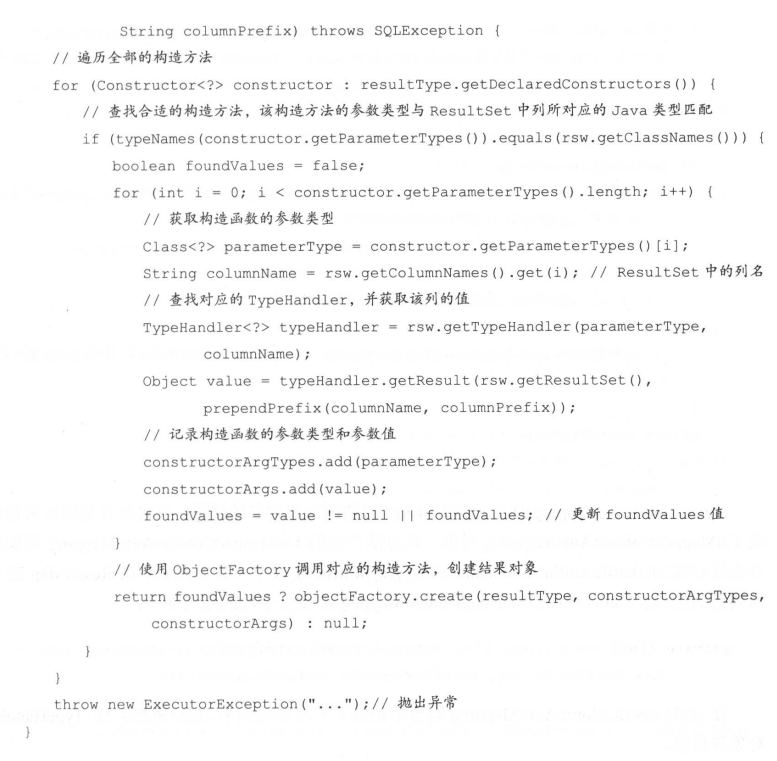 String columnPrefix) throws SQLException {
// 遍历全部的构造方法
for (Constructor<?> constructor : resultType.getDeclaredConstructors()) {
// 查找合适的构造方法，该构造方法的参数类型与 ResultSet 中列所对应的 Java 类型匹配
if (typeNames(constructor.getParameterTypes()).equals(rsw.getClassNames())) {
boolean foundValues = false;
for (int i = 0; i < constructor.getParameterTypes().length; i++) {
// 获取构造函数的参数类型
Class<?> parameterType = constructor.getParameterTypes()[i];
String columnName = rsw.getColumnNames().get(i); // ResultSet 中的列名
// 查找对应的 TypeHandler，并获取该列的值
TypeHandler<?> typeHandler = rsw.getTypeHandler(parameterType,
columnName);
Object value = typeHandler.getResult(rsw.getResultSet(),
prependPrefix(columnName, columnPrefix));
// 记录构造函数的参数类型和参数值
constructorArgTypes.add(parameterType);
constructorArgs.add(value);
foundValues = value != null || foundValues; // 更新 foundValues 值
}
// 使用 ObjectFactory 调用对应的构造方法，创建结果对象
return foundValues ? objectFactory.create(resultType, constructorArgTypes,
constructorArgs) : null;
}
}
throw new ExecutorException("...");// 抛出异常
}